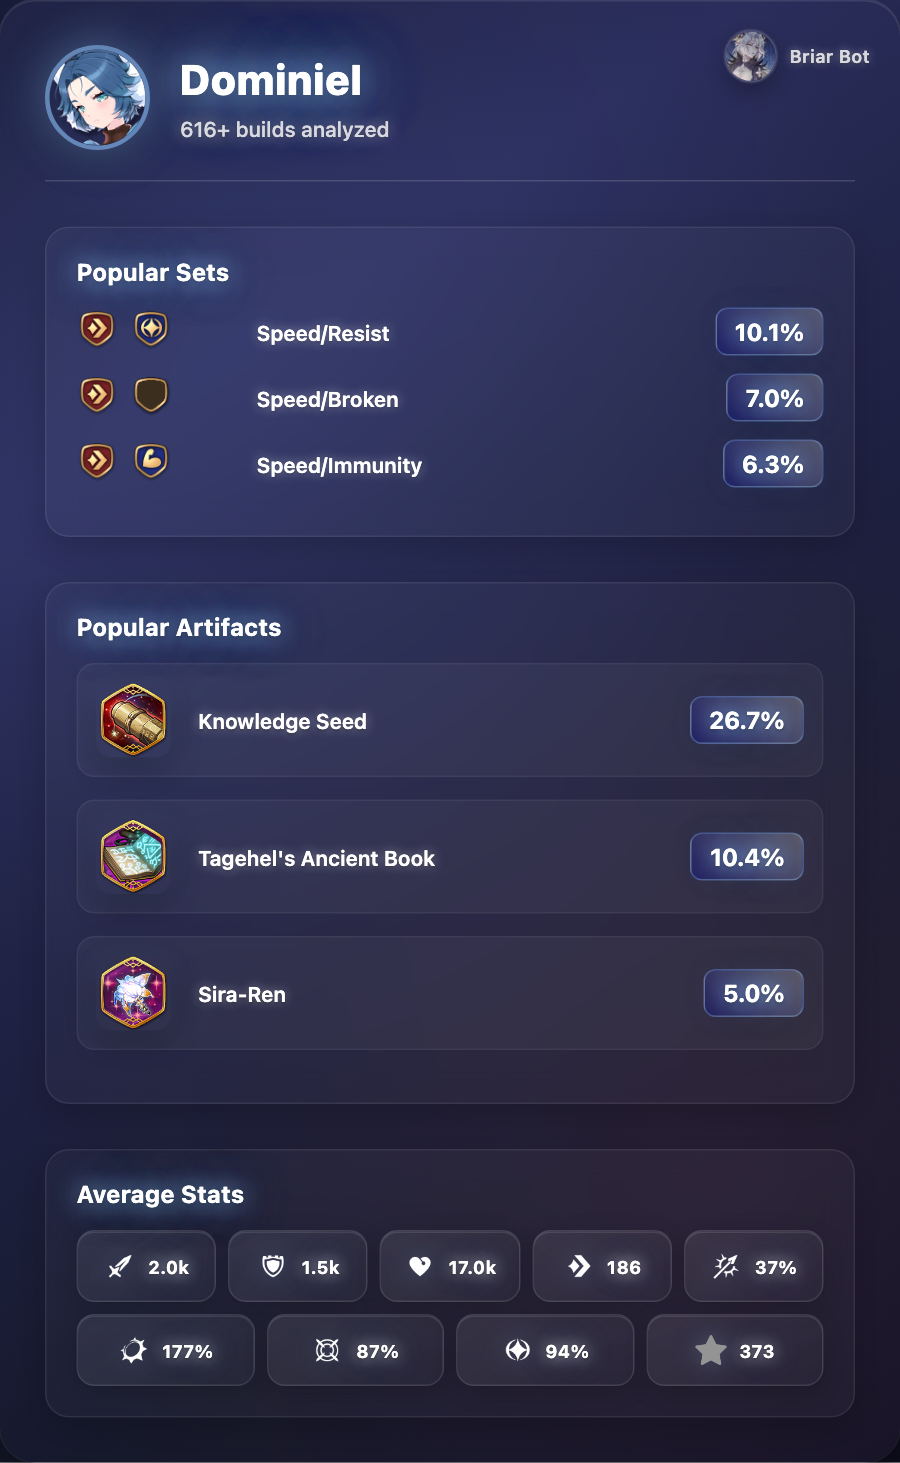 Dominiel
616+ builds analyzed
Briar Bot
Popular Sets
Speed/Resist 10.1%
Speed/Broken 7.0%
Speed/Immunity 6.3%
Popular Artifacts
Knowledge Seed 26.7%
Tagehel's Ancient Book 10.4%
Sira-Ren 5.0%
Average Stats
2.0k 1.5k 17.0k 186 37%
177% 87% 94% 373